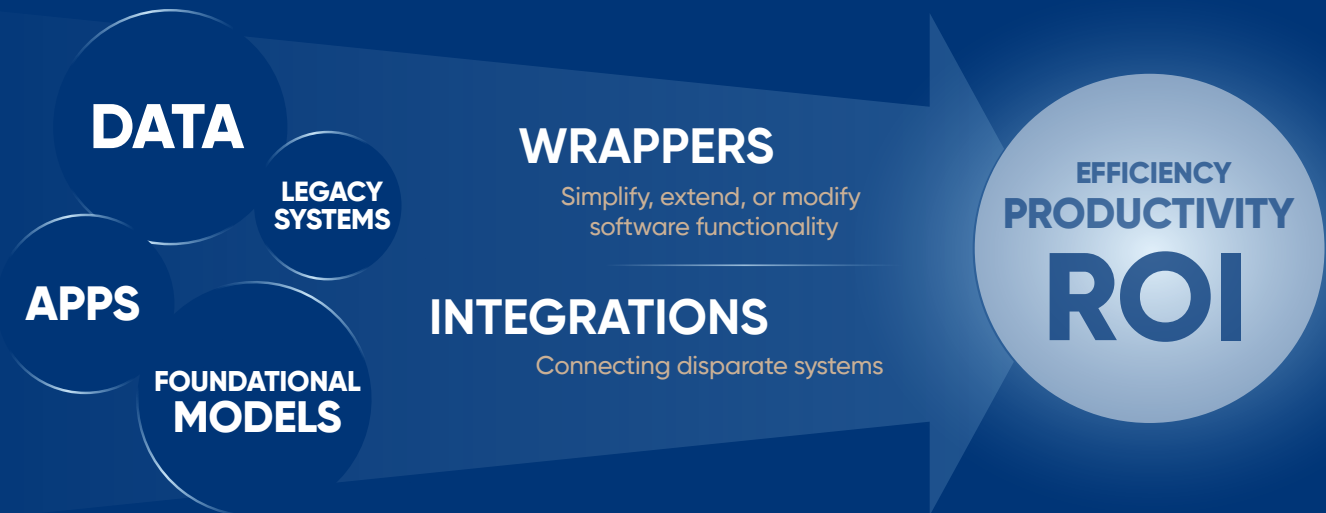 DATA
LEGACY
SYSTEMS
APPS
FOUNDATIONAL
MODELS
WRAPPERS
Simplify, extend, or modify
software functionality
INTEGRATIONS
Connecting disparate systems
EFFICIENCY
PRODUCTIVITY
ROI